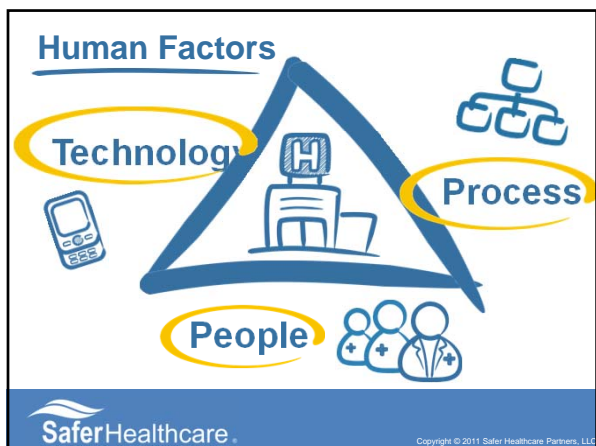 Human Factors
Technology
H
Process
People
SaferHealthcare®
Copyright © 2011 Safer Healthcare Partners, LLC